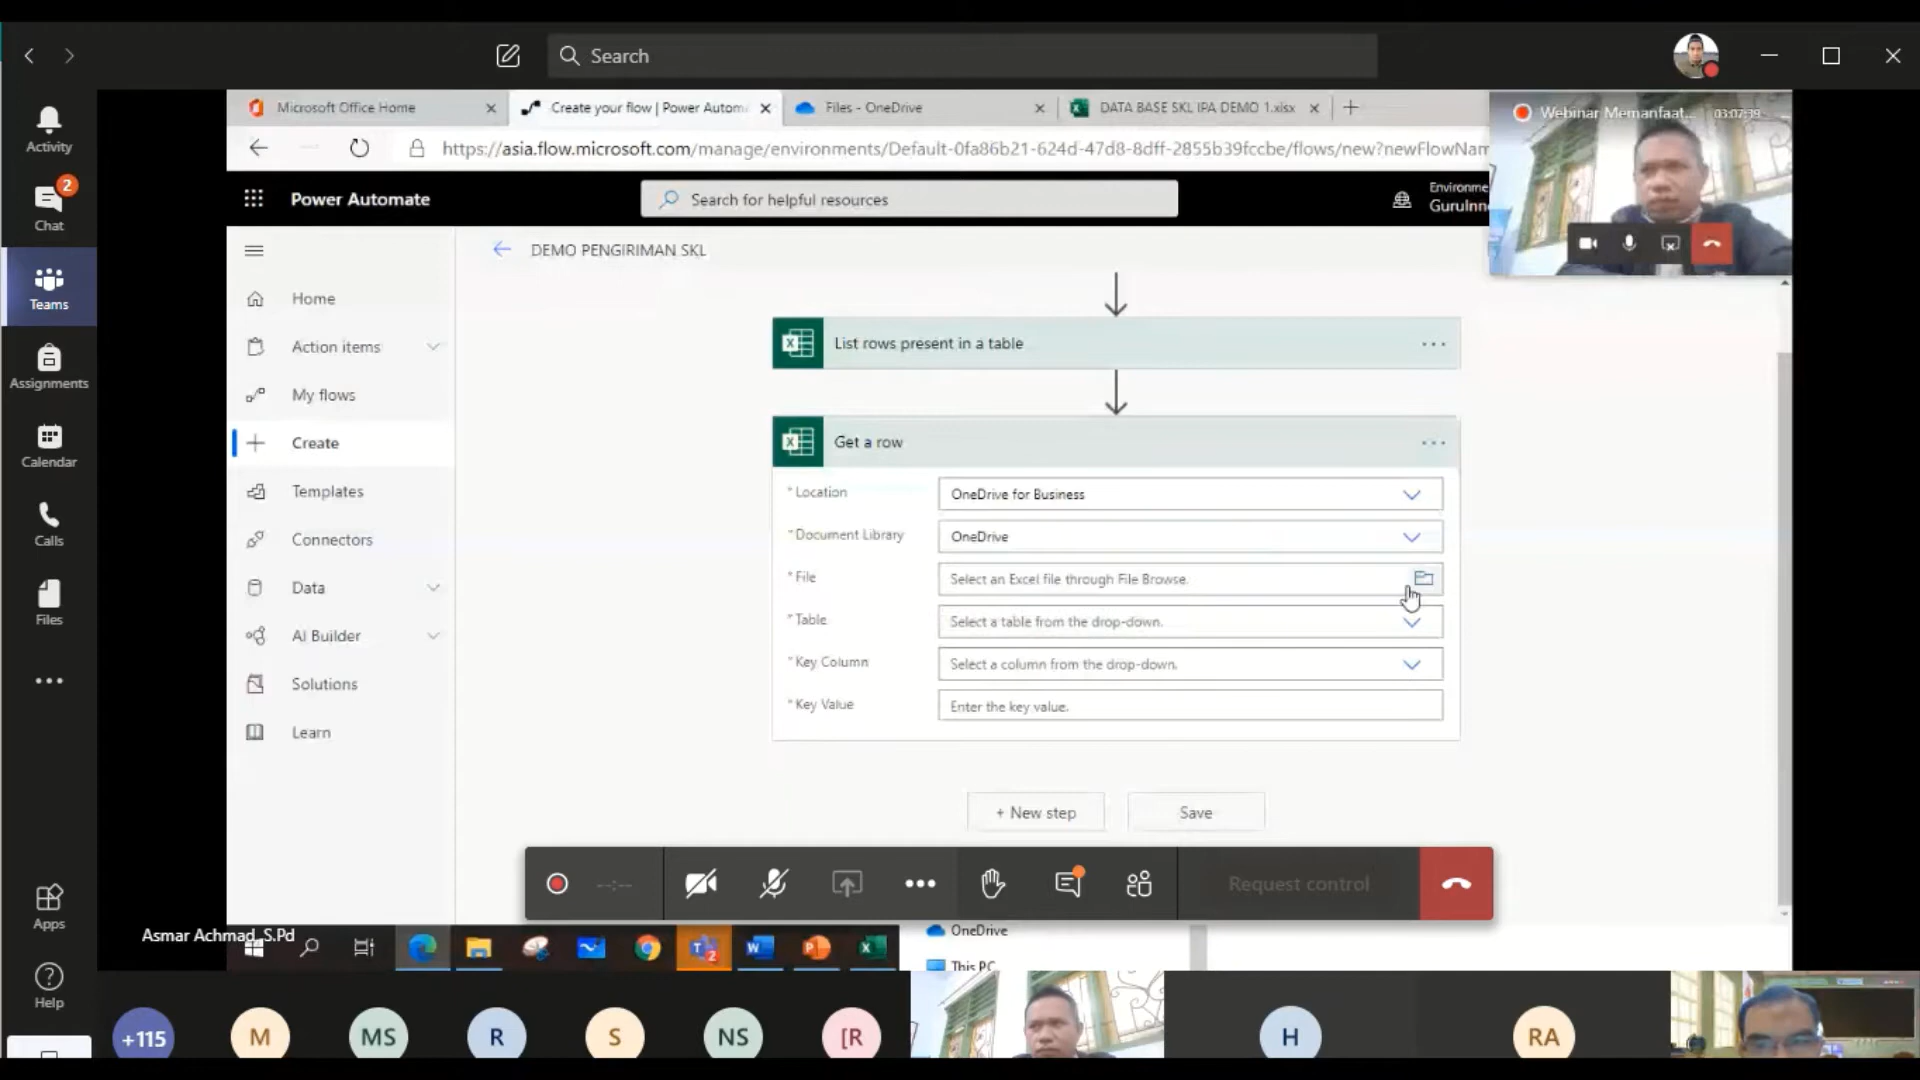 Search
Microsoft Office Home
Create your flow | Power Autom
Files - OneDrive
DATA BASE SKL IPA DEMO 1.xlsx
Webinar Memanfaat...
03:07:39
https://asia.flow.microsoft.com/manage/environments/Default-0fa86b21-624d-47d8-8dff-2855b39fccbe/flows/new?newFlowNam
Power Automate
Search for helpful resources
Environme
GuruInn
Activity
Chat
2
Teams
Assignments
Calendar
Calls
Files
Apps
Help
Home
Action items
My flows
Create
Templates
Connectors
Data
AI Builder
Solutions
Learn
DEMO PENGIRIMAN SKL
List rows present in a table
Get a row
* Location
OneDrive for Business
* Document Library
OneDrive
* File
Select an Excel file through File Browse.
* Table
Select a table from the drop-down.
* Key Column
Select a column from the drop-down.
* Key Value
Enter the key value.
+ New step
Save
--:--
Request control
Asmar Achmad, S.Pd
2
OneDrive
This PC
+115
M
MS
R
S
NS
[R
H
RA